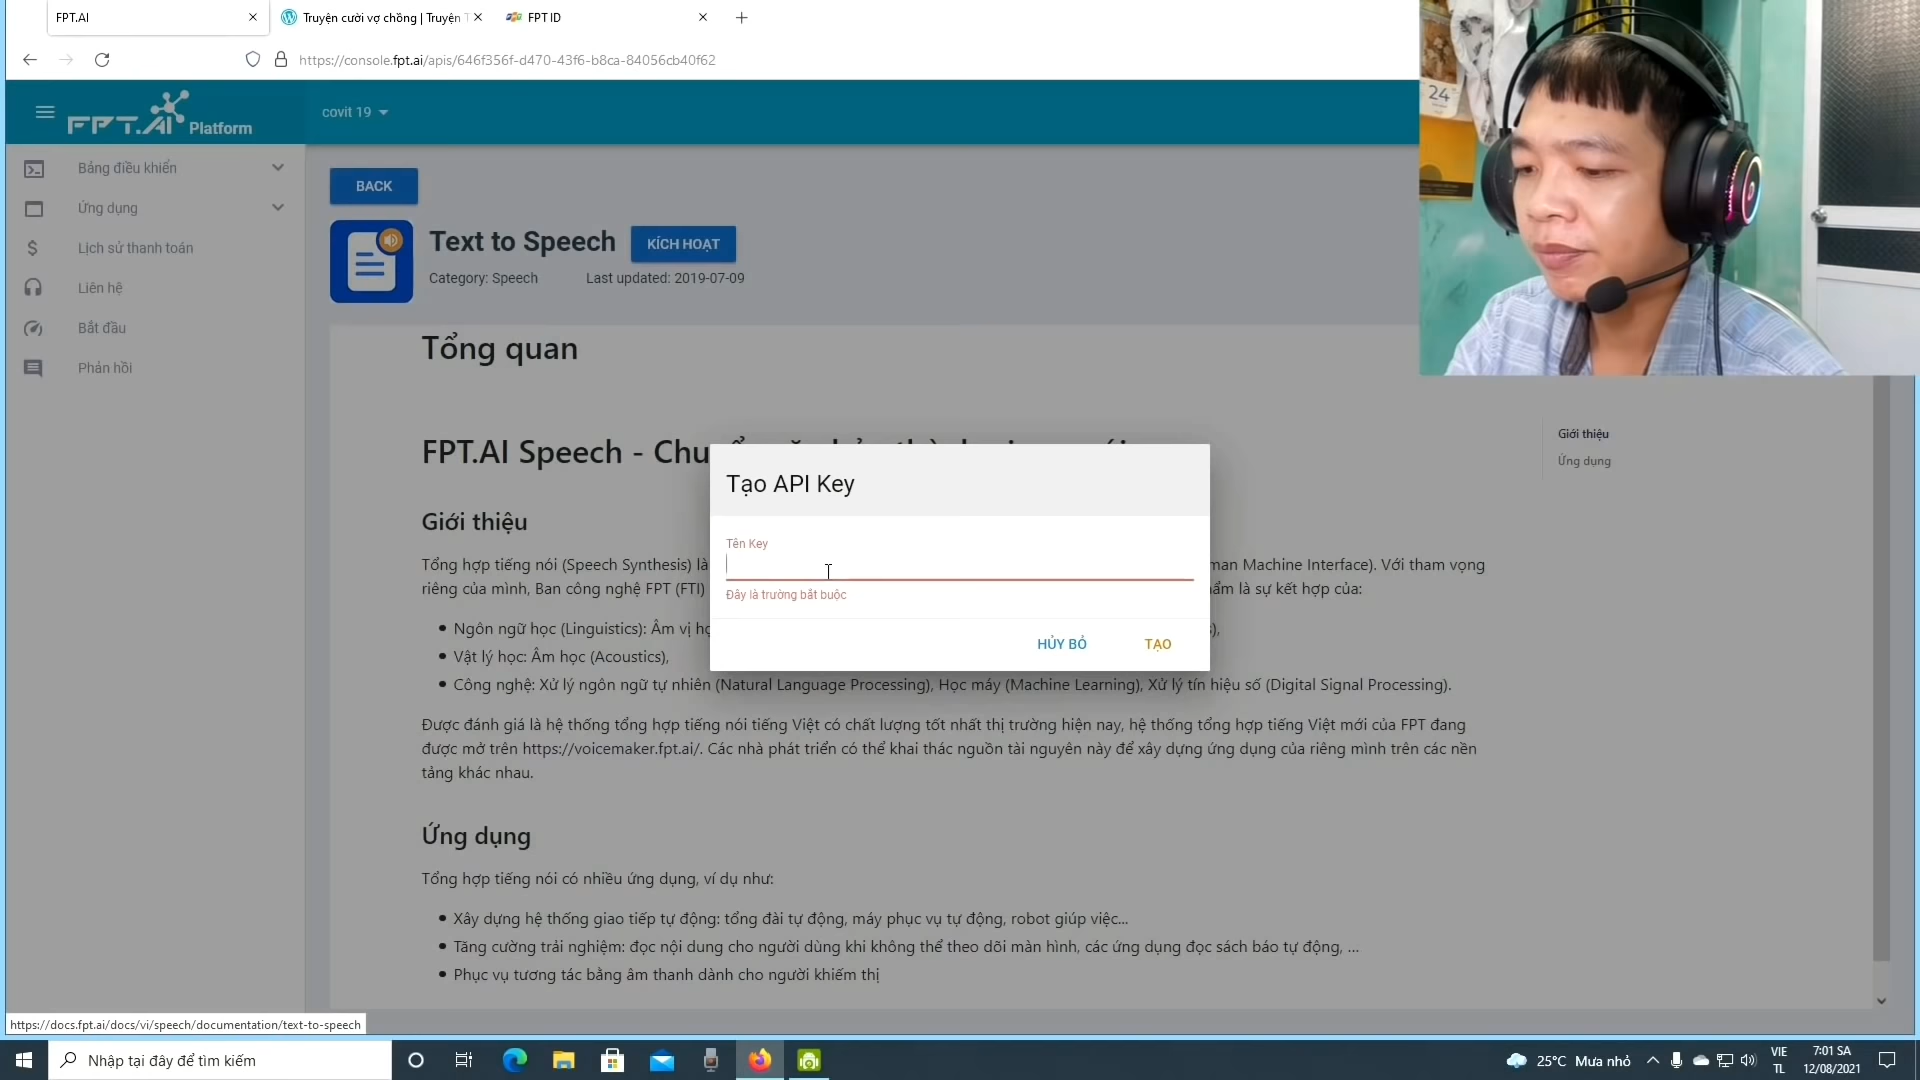 FPT.AI
Truyện cười vợ chồng | Truyện T
FPT ID
https://console.fpt.ai/apis/646f356f-d470-43f6-b8ca-84056cb40f62
FPT.AI Platform
covit 19
24
Bảng điều khiển
Ứng dụng
Lịch sử thanh toán
Liên hệ
Bắt đầu
Phản hồi
BACK
Text to Speech
KÍCH HOẠT
Category: Speech
Last updated: 2019-07-09
Tổng quan
FPT.AI Speech - Chu
Giới thiệu
Ứng dụng
Giới thiệu
Tổng hợp tiếng nói (Speech Synthesis) là
man Machine Interface). Với tham vọng
riêng của mình, Ban công nghệ FPT (FTI)
ẩm là sự kết hợp của:
Ngôn ngữ học (Linguistics): Âm vị họ
Vật lý học: Âm học (Acoustics),
Công nghệ: Xử lý ngôn ngữ tự nhiên (Natural Language Processing), Học máy (Machine Learning), Xử lý tín hiệu số (Digital Signal Processing).
Tạo API Key
Tên Key
Đây là trường bắt buộc
HỦY BỎ
TẠO
Được đánh giá là hệ thống tổng hợp tiếng nói tiếng Việt có chất lượng tốt nhất thị trường hiện nay, hệ thống tổng hợp tiếng Việt mới của FPT đang
được mở trên https://voicemaker.fpt.ai/. Các nhà phát triển có thể khai thác nguồn tài nguyên này để xây dựng ứng dụng của riêng mình trên các nền
tảng khác nhau.
Ứng dụng
Tổng hợp tiếng nói có nhiều ứng dụng, ví dụ như:
Xây dựng hệ thống giao tiếp tự động: tổng đài tự động, máy phục vụ tự động, robot giúp việc...
Tăng cường trải nghiệm: đọc nội dung cho người dùng khi không thể theo dõi màn hình, các ứng dụng đọc sách báo tự động, ...
Phục vụ tương tác bằng âm thanh dành cho người khiếm thị
https://docs.fpt.ai/docs/vi/speech/documentation/text-to-speech
Nhập tại đây để tìm kiếm
25°C Mưa nhỏ
VIE
TL
7:01 SA
12/08/2021